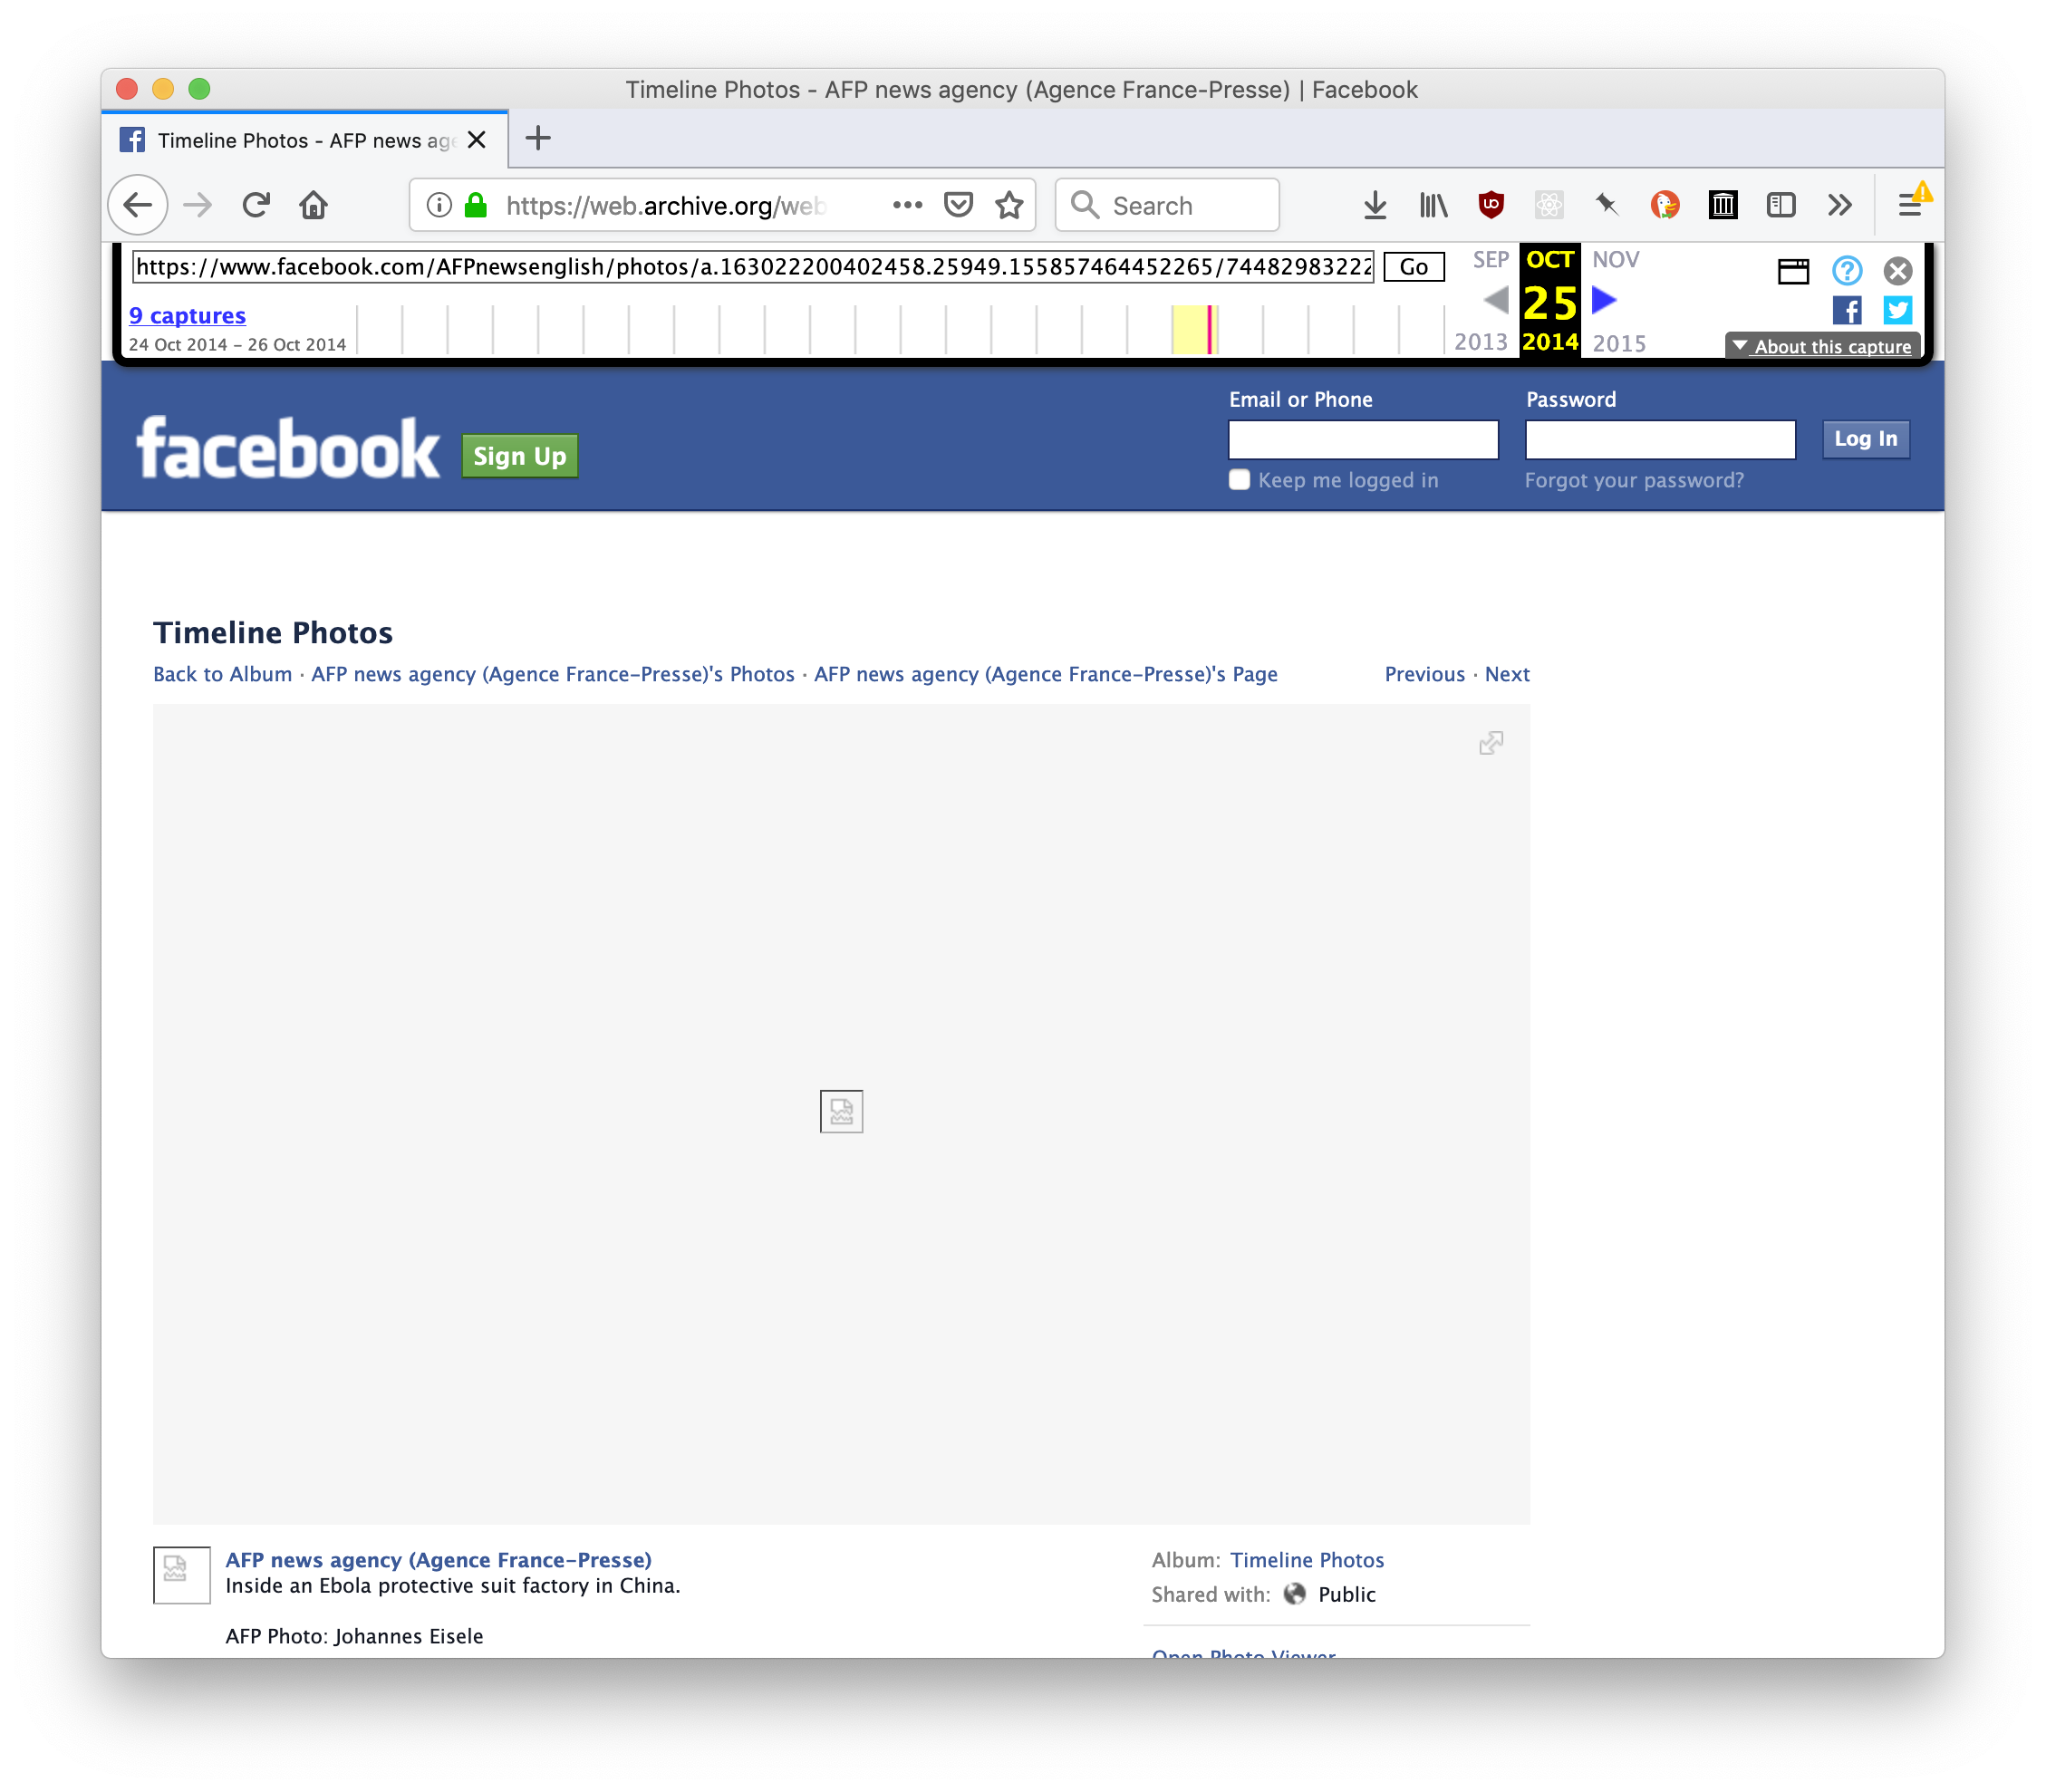 Timeline Photos - AFP news agency (Agence France-Presse) | Facebook
Timeline Photos - AFP news age
https://web.archive.org/web
Search
https://www.facebook.com/AFPnewsenglish/photos/a.163022200402458.25949.155857464452265/74482983222
Go
SEP OCT NOV
9 captures
25
24 Oct 2014 – 26 Oct 2014
2013 2014 2015
About this capture
facebook
Sign Up
Email or Phone
Password
Log In
Keep me logged in
Forgot your password?
Timeline Photos
Back to Album · AFP news agency (Agence France-Presse)'s Photos · AFP news agency (Agence France-Presse)'s Page
Previous · Next
AFP news agency (Agence France-Presse)
Inside an Ebola protective suit factory in China.
AFP Photo: Johannes Eisele
Album: Timeline Photos
Shared with: Public
Open Photo Viewer